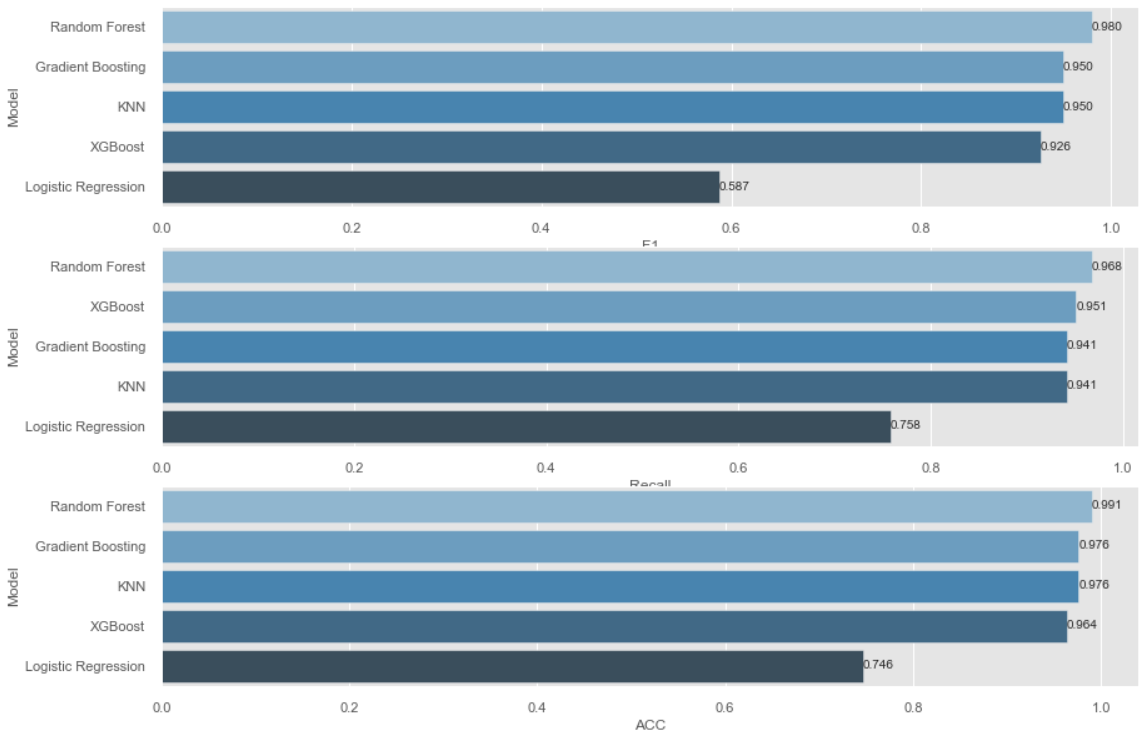 Random Forest 0.980
Gradient Boosting 0.950
Model
KNN 0.950
XGBoost 0.926
Logistic Regression 0.587
0.0 0.2 0.4 0.6 0.8 1.0
F1
Random Forest 0.968
XGBoost 0.951
Model
Gradient Boosting 0.941
KNN 0.941
Logistic Regression 0.758
0.0 0.2 0.4 0.6 0.8 1.0
Recall
Random Forest 0.991
Gradient Boosting 0.976
Model
KNN 0.976
XGBoost 0.964
Logistic Regression 0.746
0.0 0.2 0.4 0.6 0.8 1.0
ACC